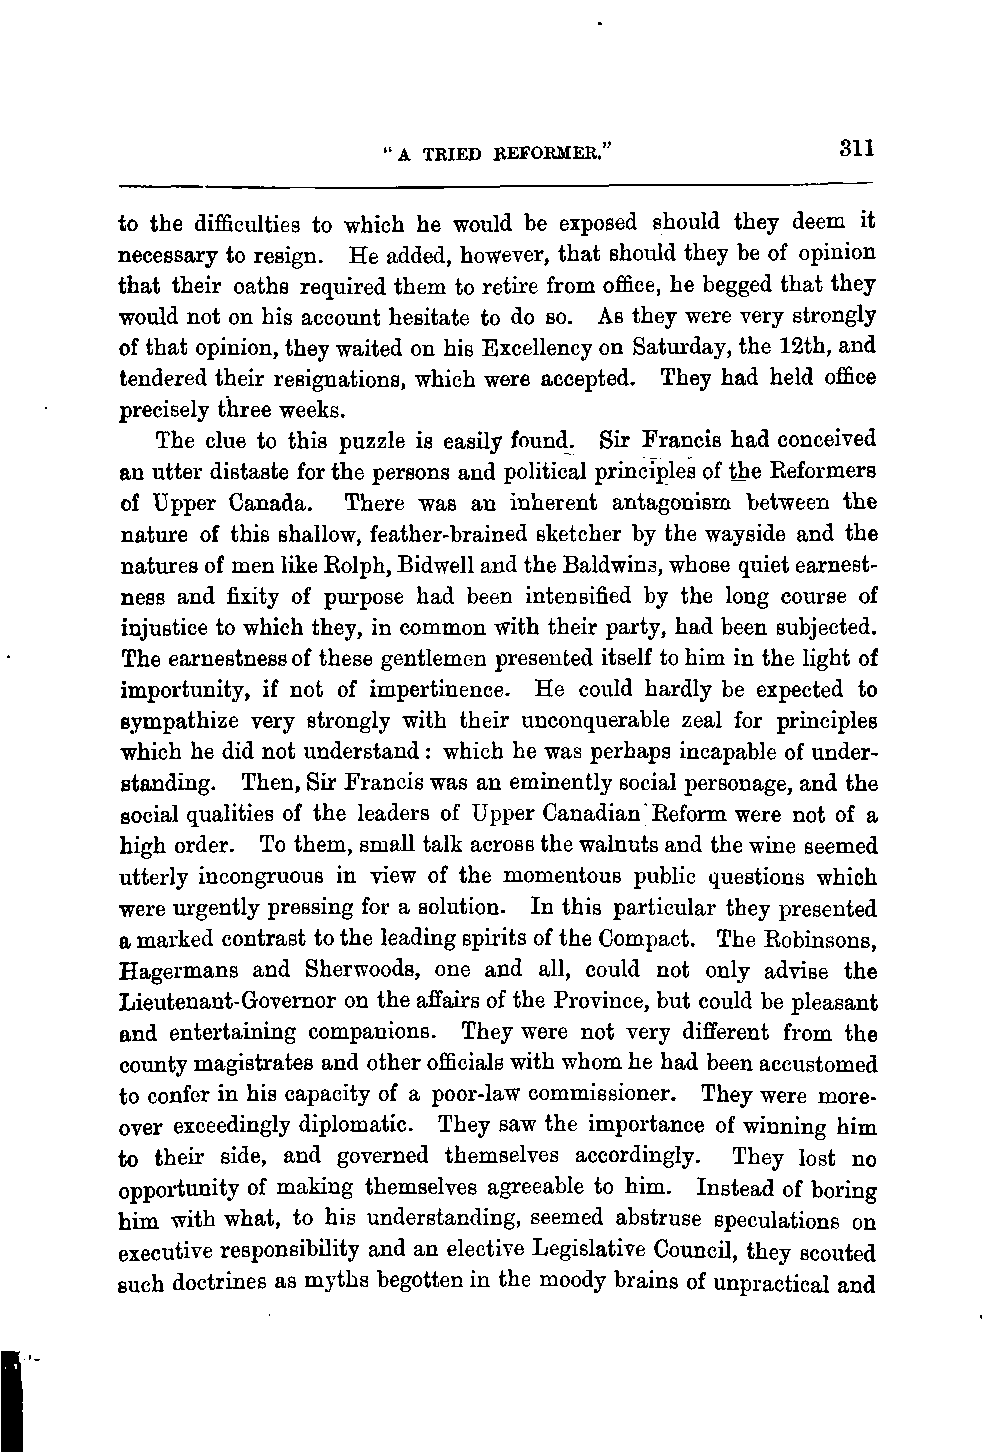 "A TRIED REFORMER." 311
to the difficulties to which he would be exposed should they deem it
necessary to resign. He added, however, that should they be of opinion
that their oaths required them to retire from office, he begged that they
would not on his account hesitate to do so. As they were very strongly
of that opinion, they waited on his Excellency on Saturday, the 12th, and
tendered their resignations, which were accepted. They had held office
precisely three weeks.
The clue to this puzzle is easily found. Sir Francis had conceived
an utter distaste for the persons and political principles of the Reformers
of Upper Canada. There was an inherent antagonism between the
nature of this shallow, feather-brained sketcher by the wayside and the
natures of men like Rolph, Bidwell and the Baldwins, whose quiet earnest-
ness and fixity of purpose had been intensified by the long course of
injustice to which they, in common with their party, had been subjected.
The earnestness of these gentlemen presented itself to him in the light of
importunity, if not of impertinence. He could hardly be expected to
sympathize very strongly with their unconquerable zeal for principles
which he did not understand: which he was perhaps incapable of under-
standing. Then, Sir Francis was an eminently social personage, and the
social qualities of the leaders of Upper Canadian Reform were not of a
high order. To them, small talk across the walnuts and the wine seemed
utterly incongruous in view of the momentous public questions which
were urgently pressing for a solution. In this particular they presented
a marked contrast to the leading spirits of the Compact. The Robinsons,
Hagermans and Sherwoods, one and all, could not only advise the
Lieutenant-Governor on the affairs of the Province, but could be pleasant
and entertaining companions. They were not very different from the
county magistrates and other officials with whom he had been accustomed
to confer in his capacity of a poor-law commissioner. They were more-
over exceedingly diplomatic. They saw the importance of winning him
to their side, and governed themselves accordingly. They lost no
opportunity of making themselves agreeable to him. Instead of boring
him with what, to his understanding, seemed abstruse speculations on
executive responsibility and an elective Legislative Council, they scouted
such doctrines as myths begotten in the moody brains of unpractical and